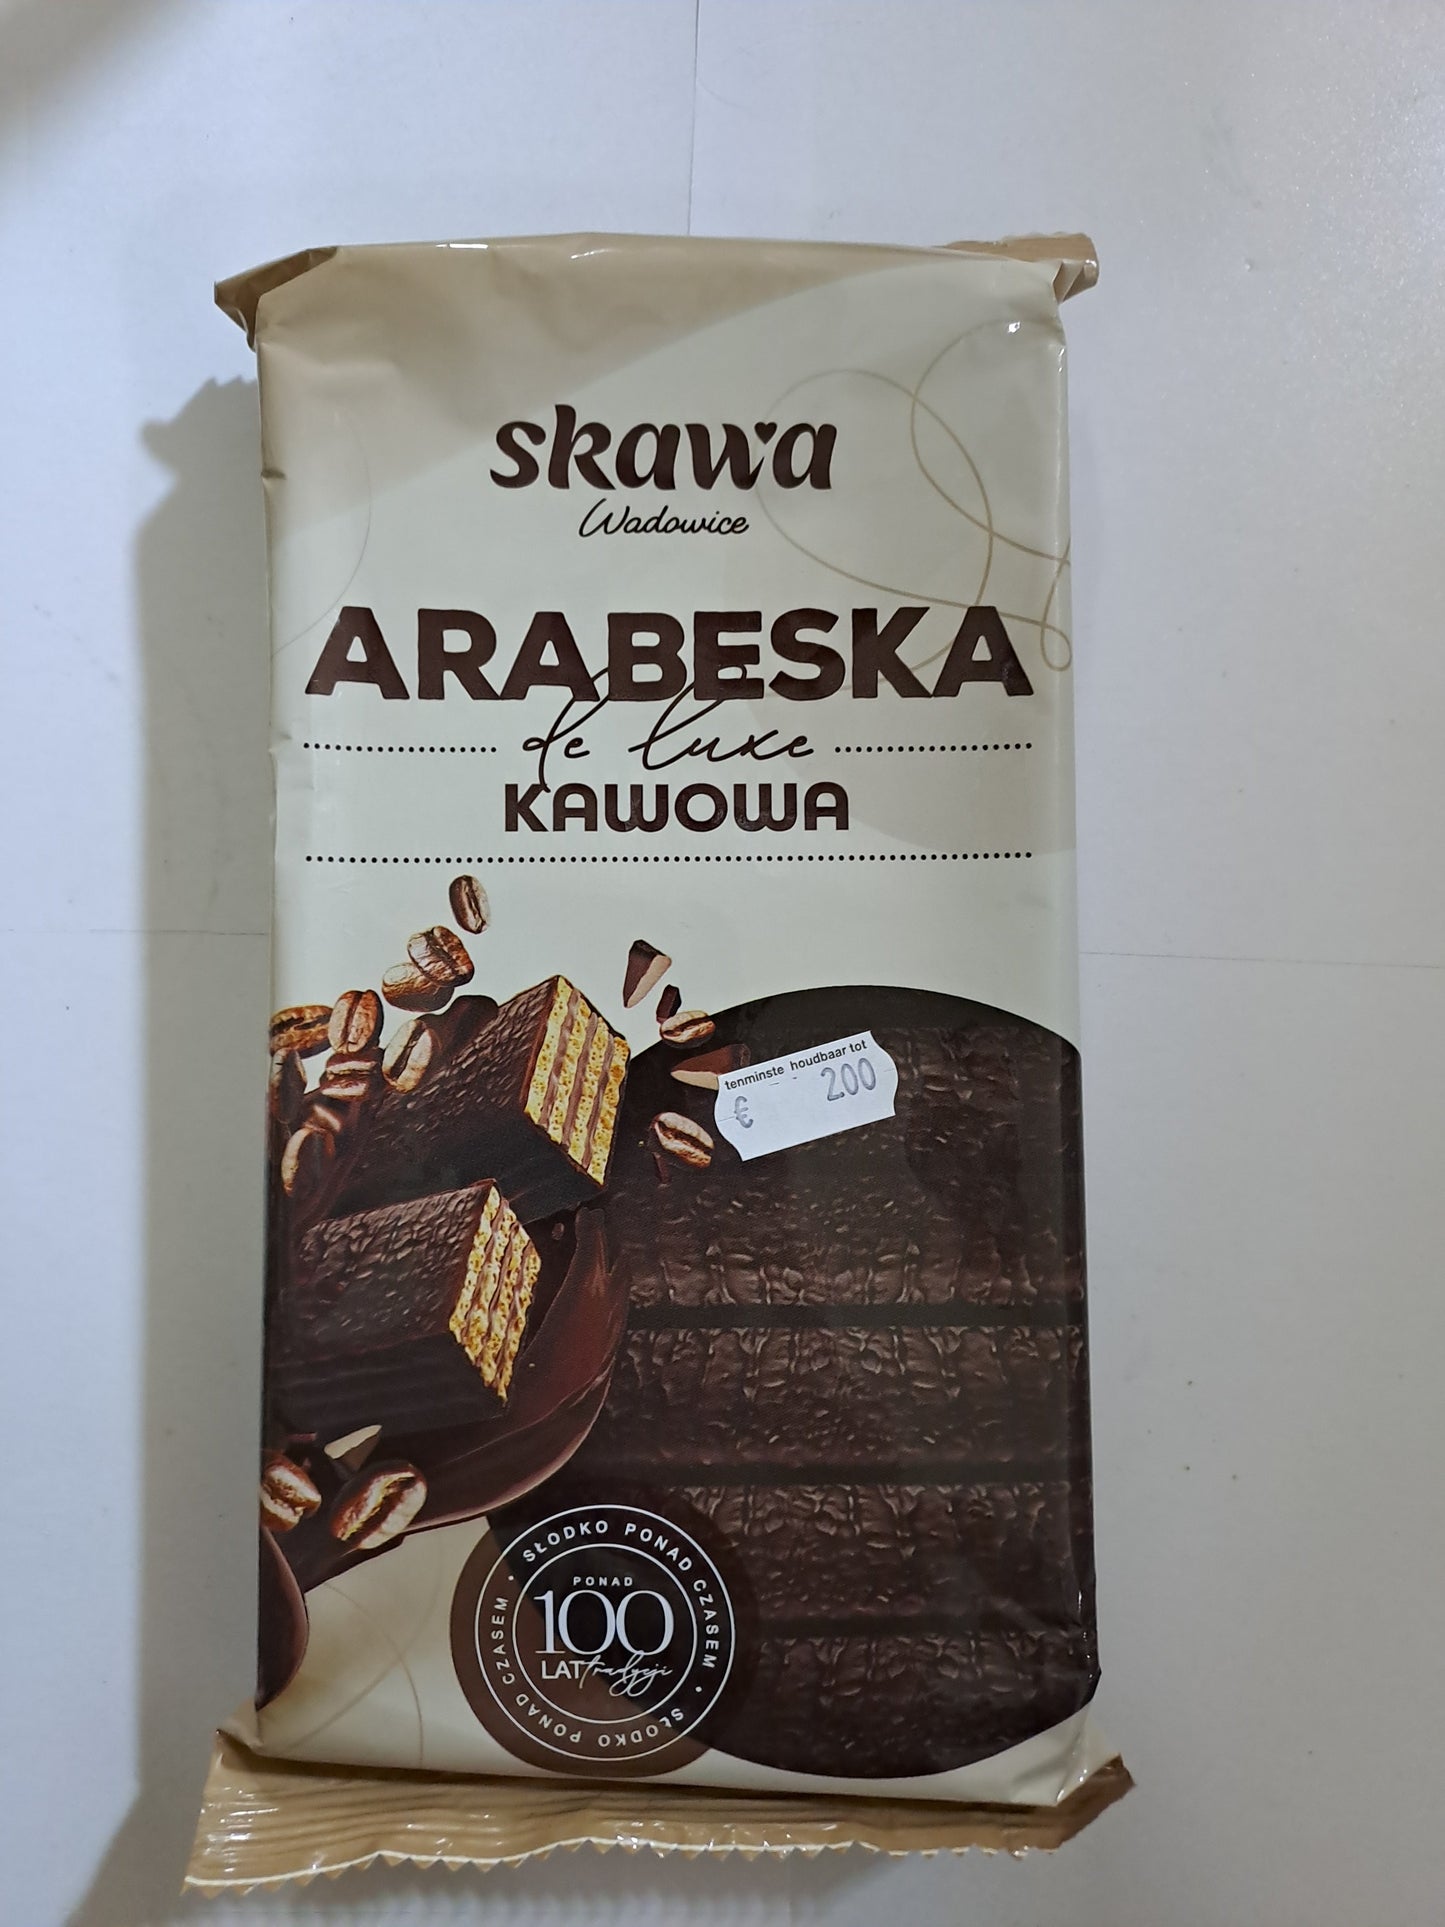 skawa
Wadowice
ARABESKA
de luxe
KAWOWA
tenminste houdbaar tot
€ 2.00
SŁODKO PONAD CZASEM • SŁODKO PONAD CZASEM •
PONAD
100
LAT tradycji